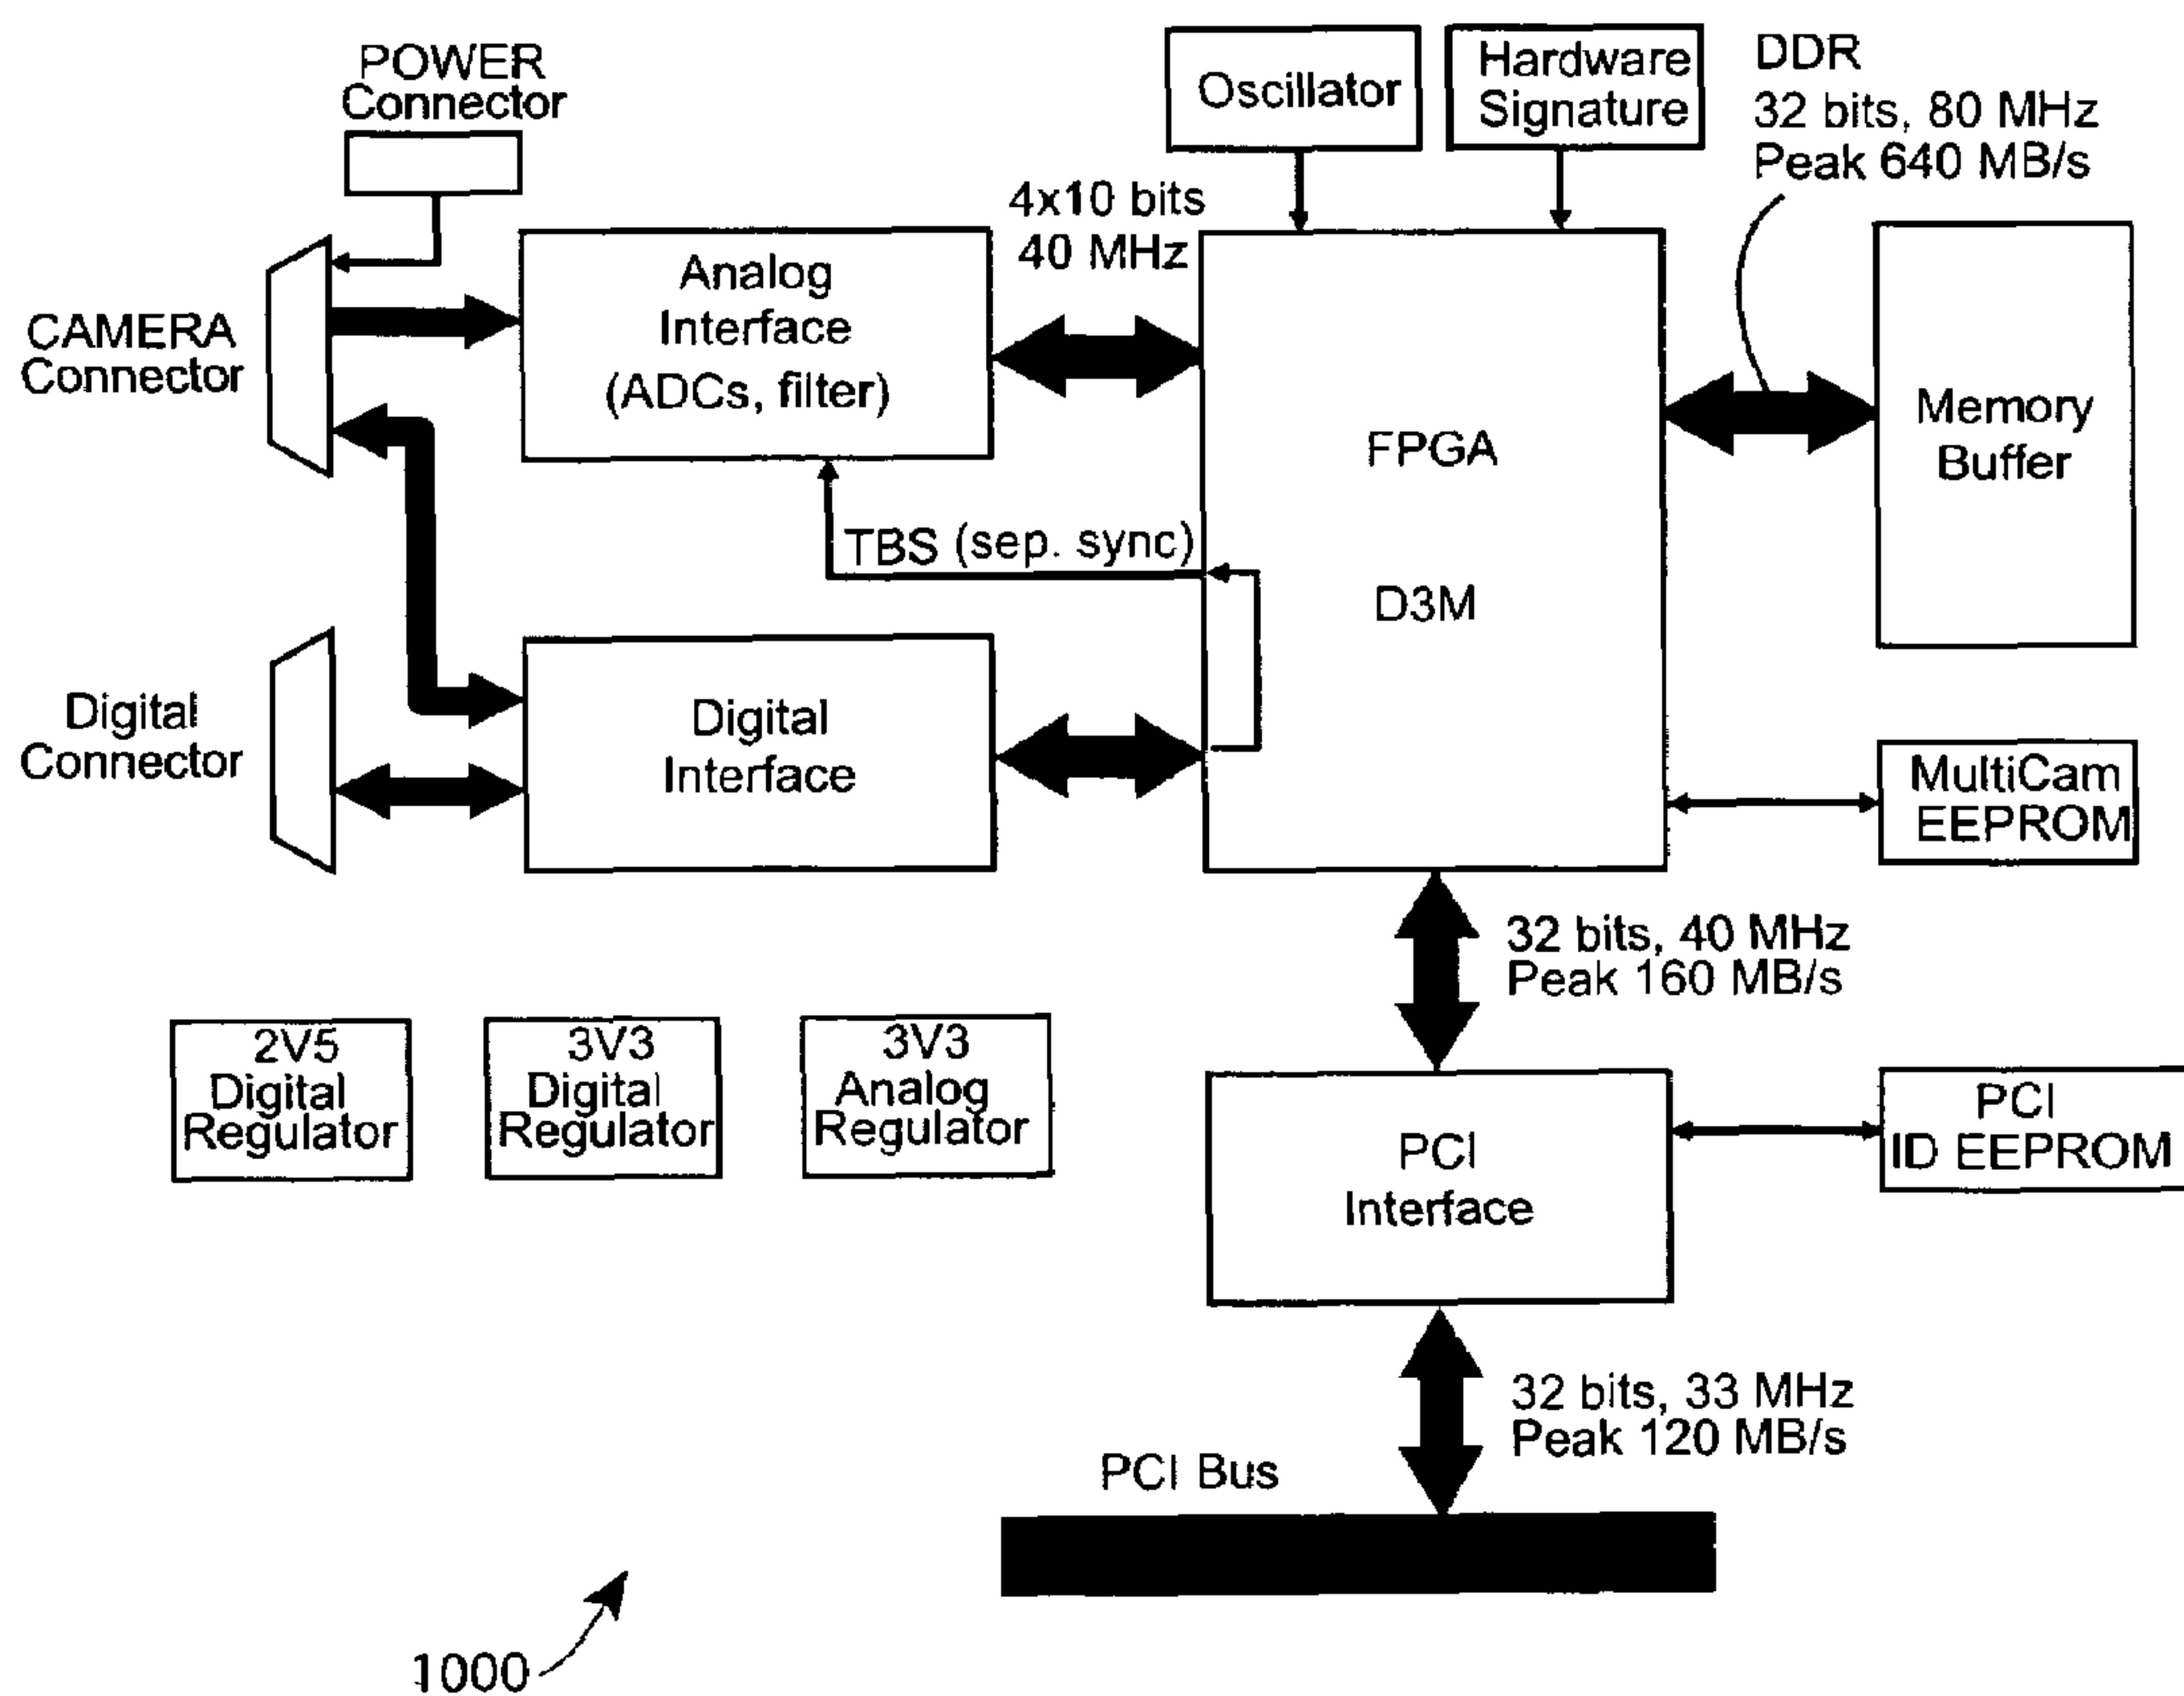 POWER
Connector
Oscillator
Hardware
Signature
DDR
32 bits, 80 MHz
Peak 640 MB/s
4x10 bits
40 MHz
CAMERA
Connector
Analog
Interface
(ADCs, filter)
FPGA
D3M
Memory
Buffer
TBS (sep. sync)
Digital
Connector
Digital
Interface
MultiCam
EEPROM
32 bits, 40 MHz
Peak 160 MB/s
2V5
Digital
Regulator
3V3
Digital
Regulator
3V3
Analog
Regulator
PCI
Interface
PCI
ID EEPROM
32 bits, 33 MHz
Peak 120 MB/s
PCI Bus
1000